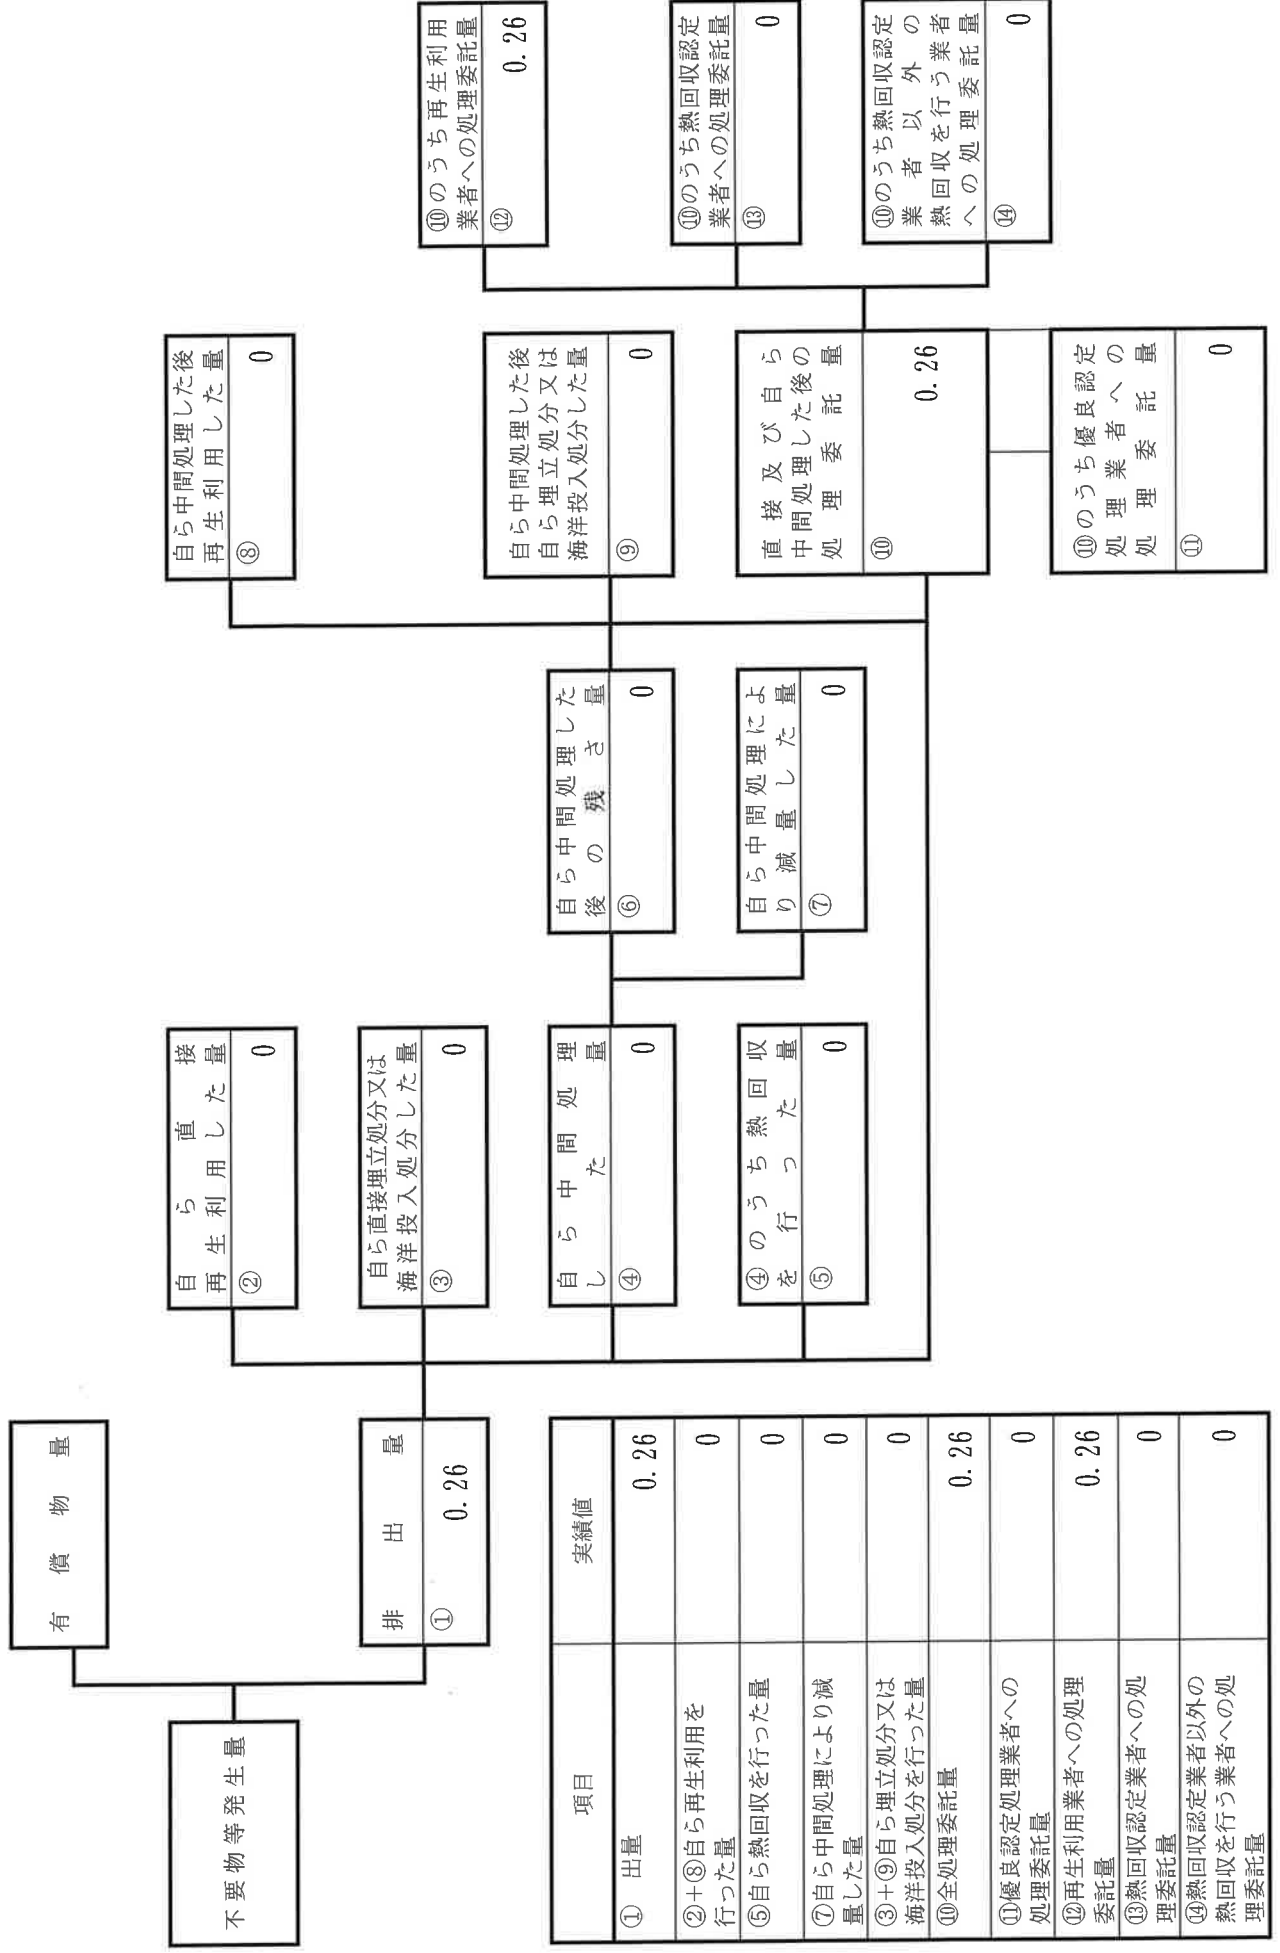 有償物量
不要物等発生量
排出量
① 0.26
自ら直接
再生利用した量
② 0
自ら直接埋立処分又は
海洋投入処分した量
③ 0
自ら中間処理
した量
④ 0
④のうち熱回収
を行った量
⑤ 0
自ら中間処理した
後の残さ量
⑥ 0
自ら中間処理によ
り減量した量
⑦ 0
自ら中間処理した後
再生利用した量
⑧ 0
自ら中間処理した後
自ら埋立処分又は
海洋投入処分した量
⑨ 0
直接及び自ら
中間処理した後の
処理委託量
⑩ 0.26
⑩のうち優良認定
処理業者への
処理委託量
⑪ 0
⑩のうち再生利用
業者への処理委託量
⑫ 0.26
⑩のうち熱回収認定
業者への処理委託量
⑬ 0
⑩のうち熱回収認定
業者以外の
熱回収を行う業者
への処理委託量
⑭ 0
項目 実績値
① 出量 0.26
②+⑧自ら再生利用を
行った量 0
⑤自ら熱回収を行った量 0
⑦自ら中間処理により減
量した量 0
③+⑨自ら埋立処分又は
海洋投入処分を行った量 0
⑩全処理委託量 0.26
⑪優良認定処理業者への
処理委託量 0
⑫再生利用業者への処理
委託量 0.26
⑬熱回収認定業者への処
理委託量 0
⑭熱回収認定業者以外の
熱回収を行う業者への処
理委託量 0